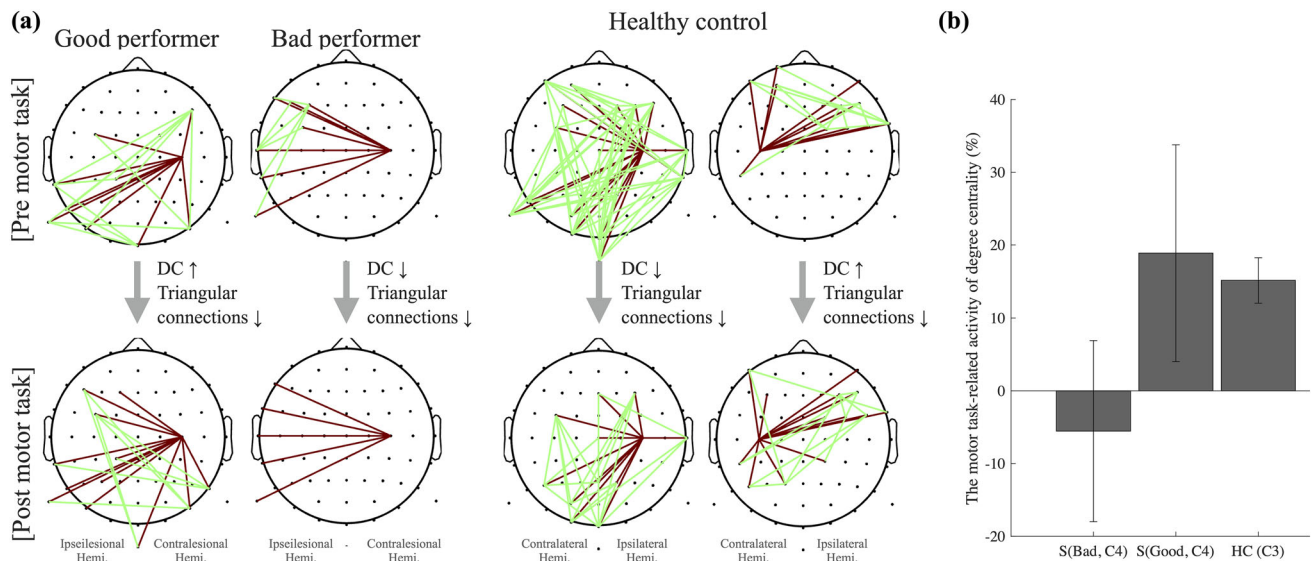 (a)
Good performer
Bad performer
Healthy control
[Pre motor task]
DC ↑
Triangular
connections ↓
DC ↓
Triangular
connections ↓
DC ↓
Triangular
connections ↓
DC ↑
Triangular
connections ↓
[Post motor task]
Ipseilesional
Hemi.
Contralesional
Hemi.
Ipseilesional
Hemi.
Contralesional
Hemi.
Contralateral
Hemi.
Ipsilateral
Hemi.
Contralateral
Hemi.
Ipsilateral
Hemi.
(b)
The motor task-related activity of degree centrality (%)
40
30
20
10
0
-10
-20
S(Bad, C4)
S(Good, C4)
HC (C3)